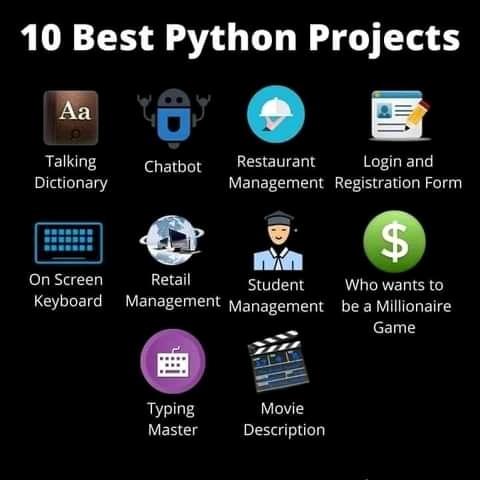 10 Best Python Projects
Aa
Talking
Dictionary
Chatbot
Restaurant
Management
Login and
Registration Form
On Screen
Keyboard
Retail
Management
Student
Management
$
Who wants to
be a Millionaire
Game
Typing
Master
Movie
Description